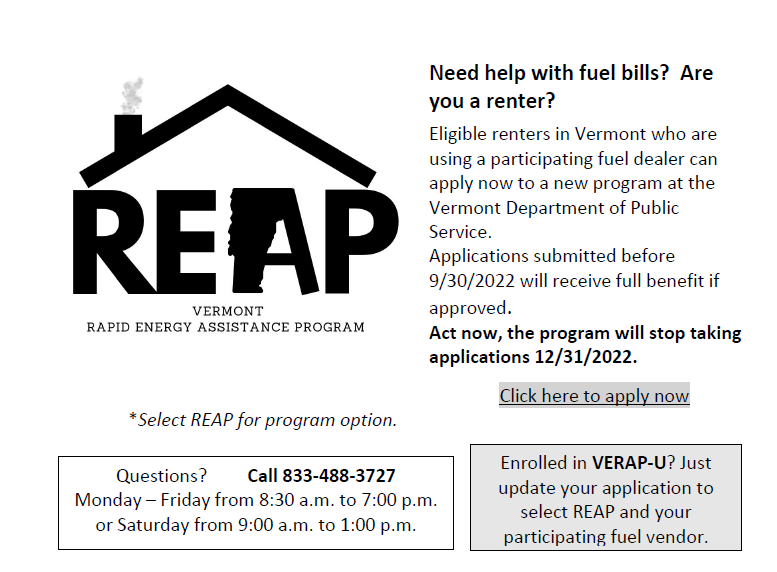 REAP
VERMONT
RAPID ENERGY ASSISTANCE PROGRAM
*Select REAP for program option.
Need help with fuel bills?  Are
you a renter?
Eligible renters in Vermont who are
using a participating fuel dealer can
apply now to a new program at the
Vermont Department of Public
Service.
Applications submitted before
9/30/2022 will receive full benefit if
approved.
Act now, the program will stop taking
applications 12/31/2022.
Click here to apply now
Questions?  Call 833-488-3727
Monday – Friday from 8:30 a.m. to 7:00 p.m.
or Saturday from 9:00 a.m. to 1:00 p.m.
Enrolled in VERAP-U? Just
update your application to
select REAP and your
participating fuel vendor.